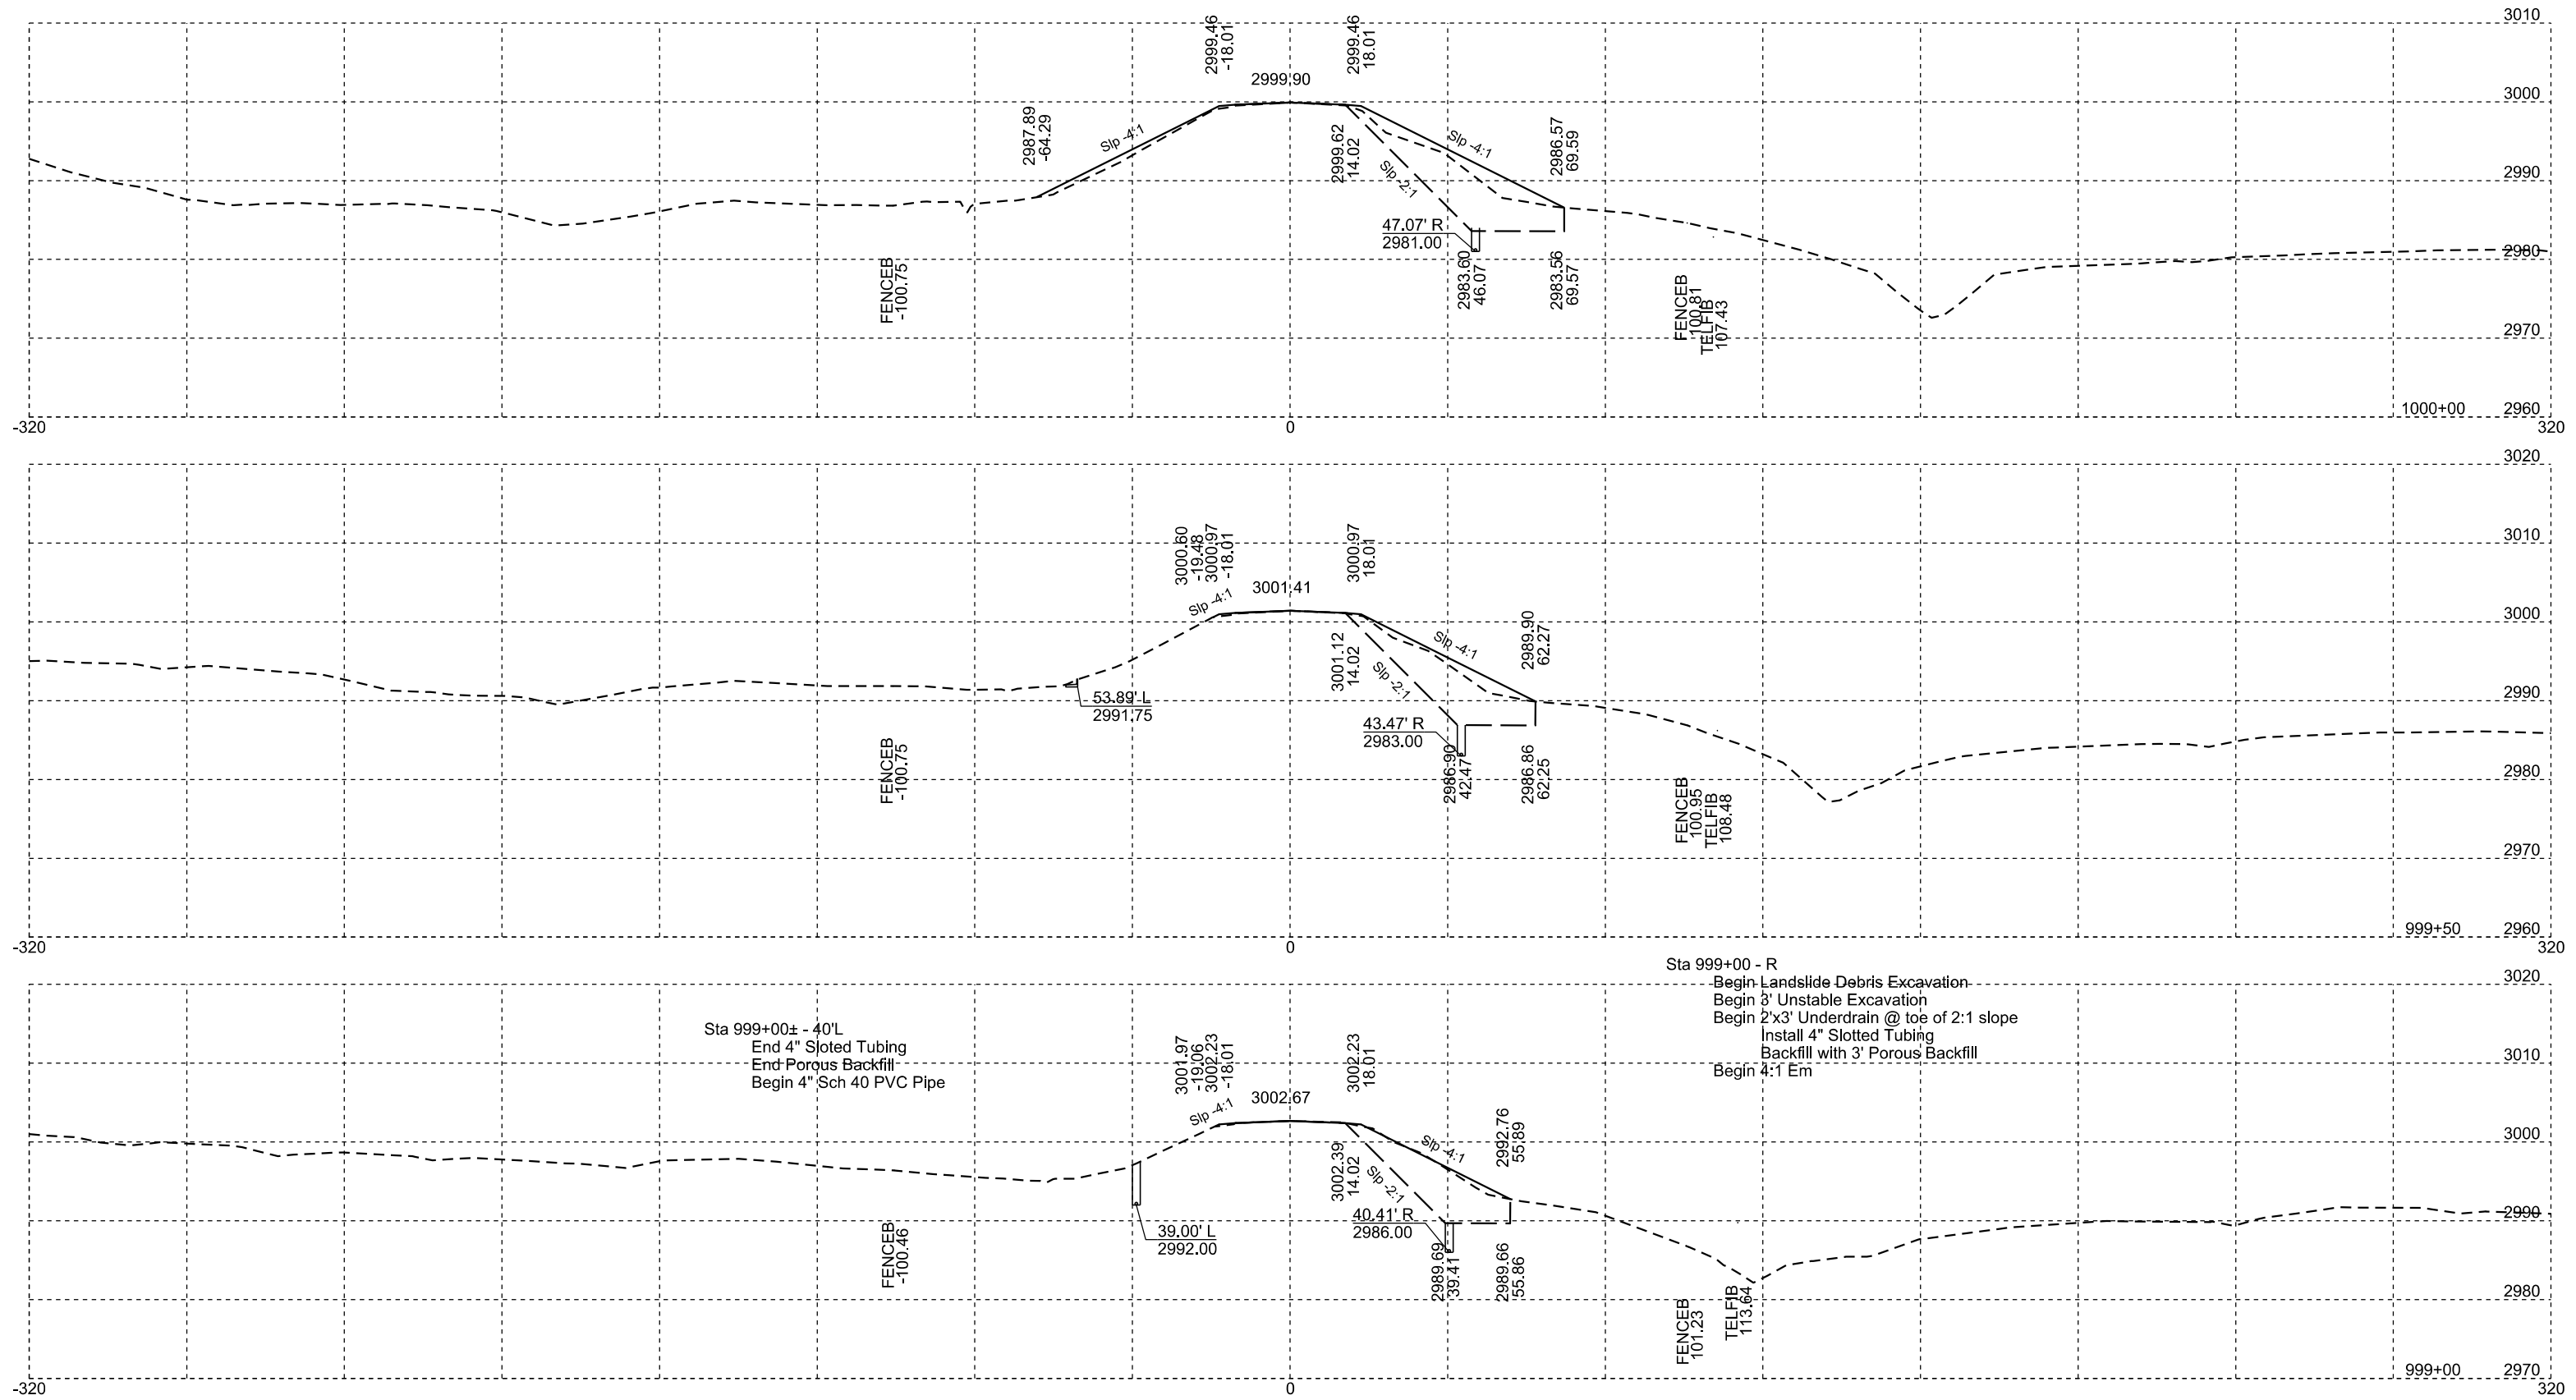 3010
2999.46
-18.01
2999.46
18.01
2999.90
3000
2987.89
-64.29
Slp -4:1
2999.62
14.02
Slp -4:1
Slp -2:1
2986.57
69.59
2990
47.07' R
2981.00
2983.60
46.07
2983.56
69.57
FENCEB
-100.75
FENCEB
100.81
TELFIB
107.43
2980
2970
1000+00
2960
-320
0
320
3020
3010
3000.60
-19.48
3000.97
-18.01
3000.97
18.01
3001.41
Slp -4:1
3000
3001.12
14.02
Slp -4:1
Slp -2:1
2989.90
62.27
2990
53.89' L
2991.75
43.47' R
2983.00
2986.90
42.47
2986.86
62.25
FENCEB
-100.75
FENCEB
100.95
TELFIB
108.48
2980
2970
999+50
2960
-320
0
320
Sta 999+00 - R
Begin Landslide Debris Excavation
Begin 3' Unstable Excavation
Begin 2'x3' Underdrain @ toe of 2:1 slope
Install 4" Slotted Tubing
Backfill with 3' Porous Backfill
Begin 4:1 Em
3020
Sta 999+00± - 40'L
End 4" Sloted Tubing
End Porous Backfill
Begin 4" Sch 40 PVC Pipe
3010
3001.97
-19.06
3002.23
-18.01
3002.23
18.01
3002.67
Slp -4:1
3000
3002.39
14.02
Slp -4:1
Slp -2:1
2992.76
55.89
2990
39.00' L
2992.00
40.41' R
2986.00
2989.69
39.41
2989.66
55.86
FENCEB
-100.46
FENCEB
101.23
TELFIB
113.64
2980
999+00
2970
-320
0
320